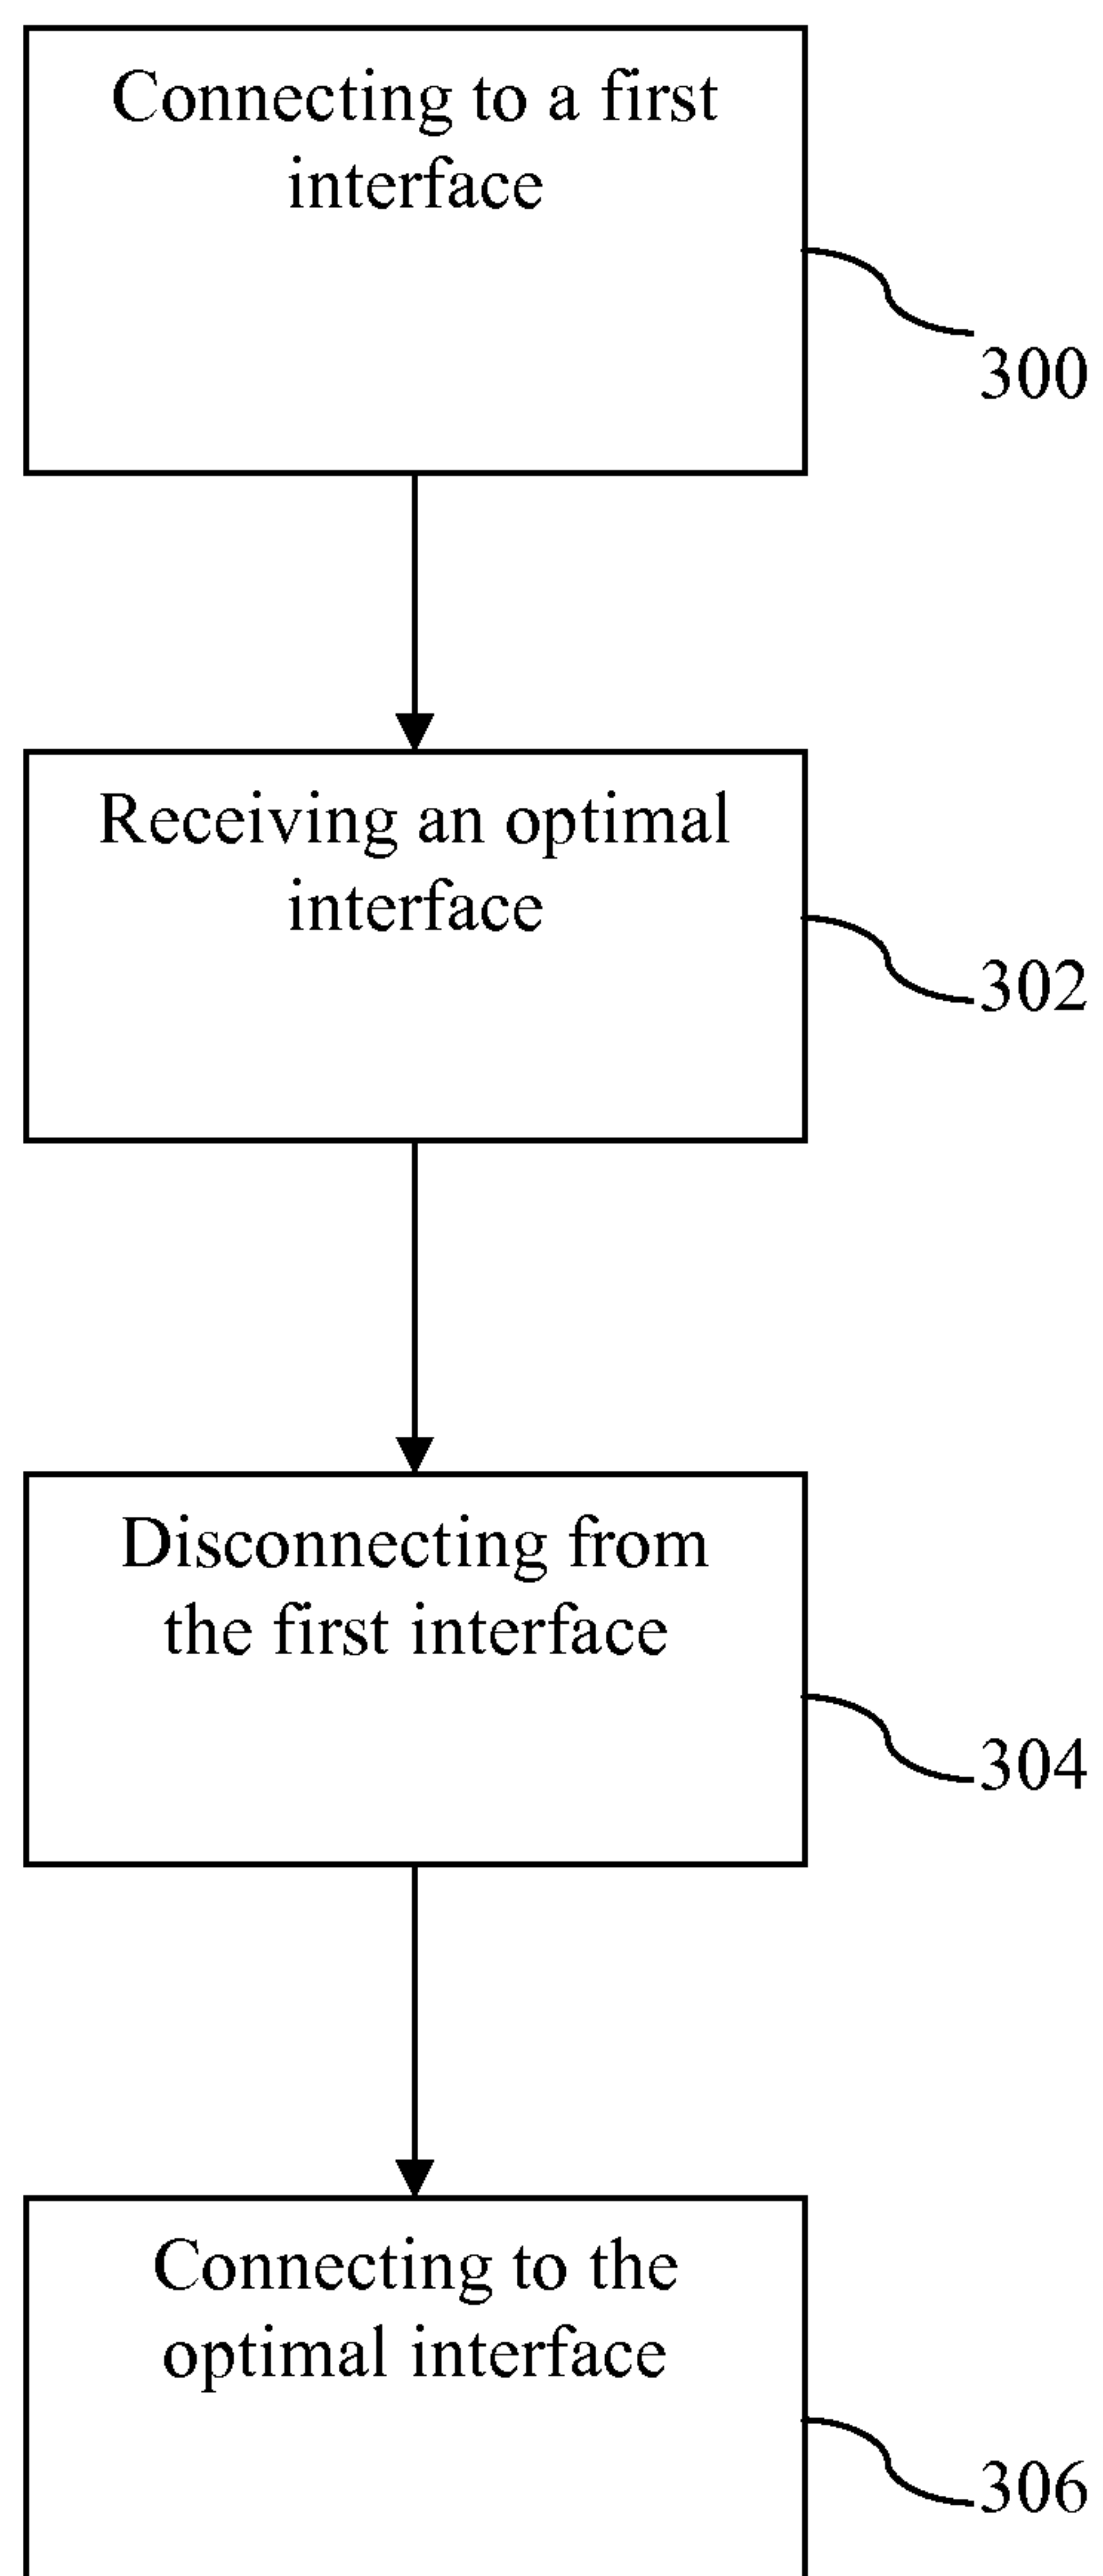 Connecting to a first
interface
300
Receiving an optimal
interface
302
Disconnecting from
the first interface
304
Connecting to the
optimal interface
306